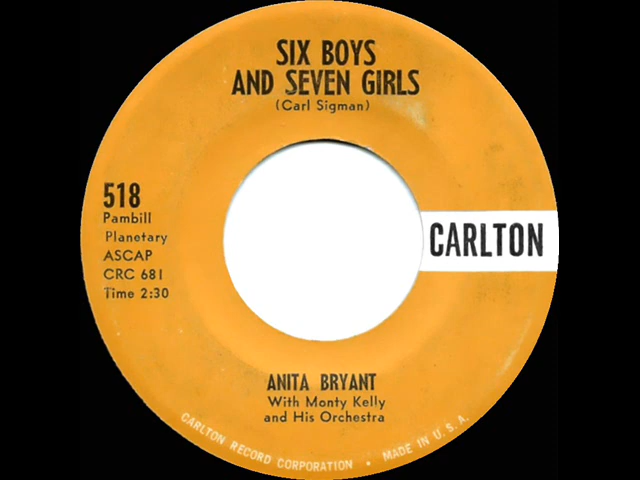 SIX BOYS
AND SEVEN GIRLS
(Carl Sigman)
518
Pambill
Planetary
ASCAP
CRC 681
Time 2:30
CARLTON
ANITA BRYANT
With Monty Kelly
and His Orchestra
CARLTON RECORD CORPORATION • MADE IN U.S.A.